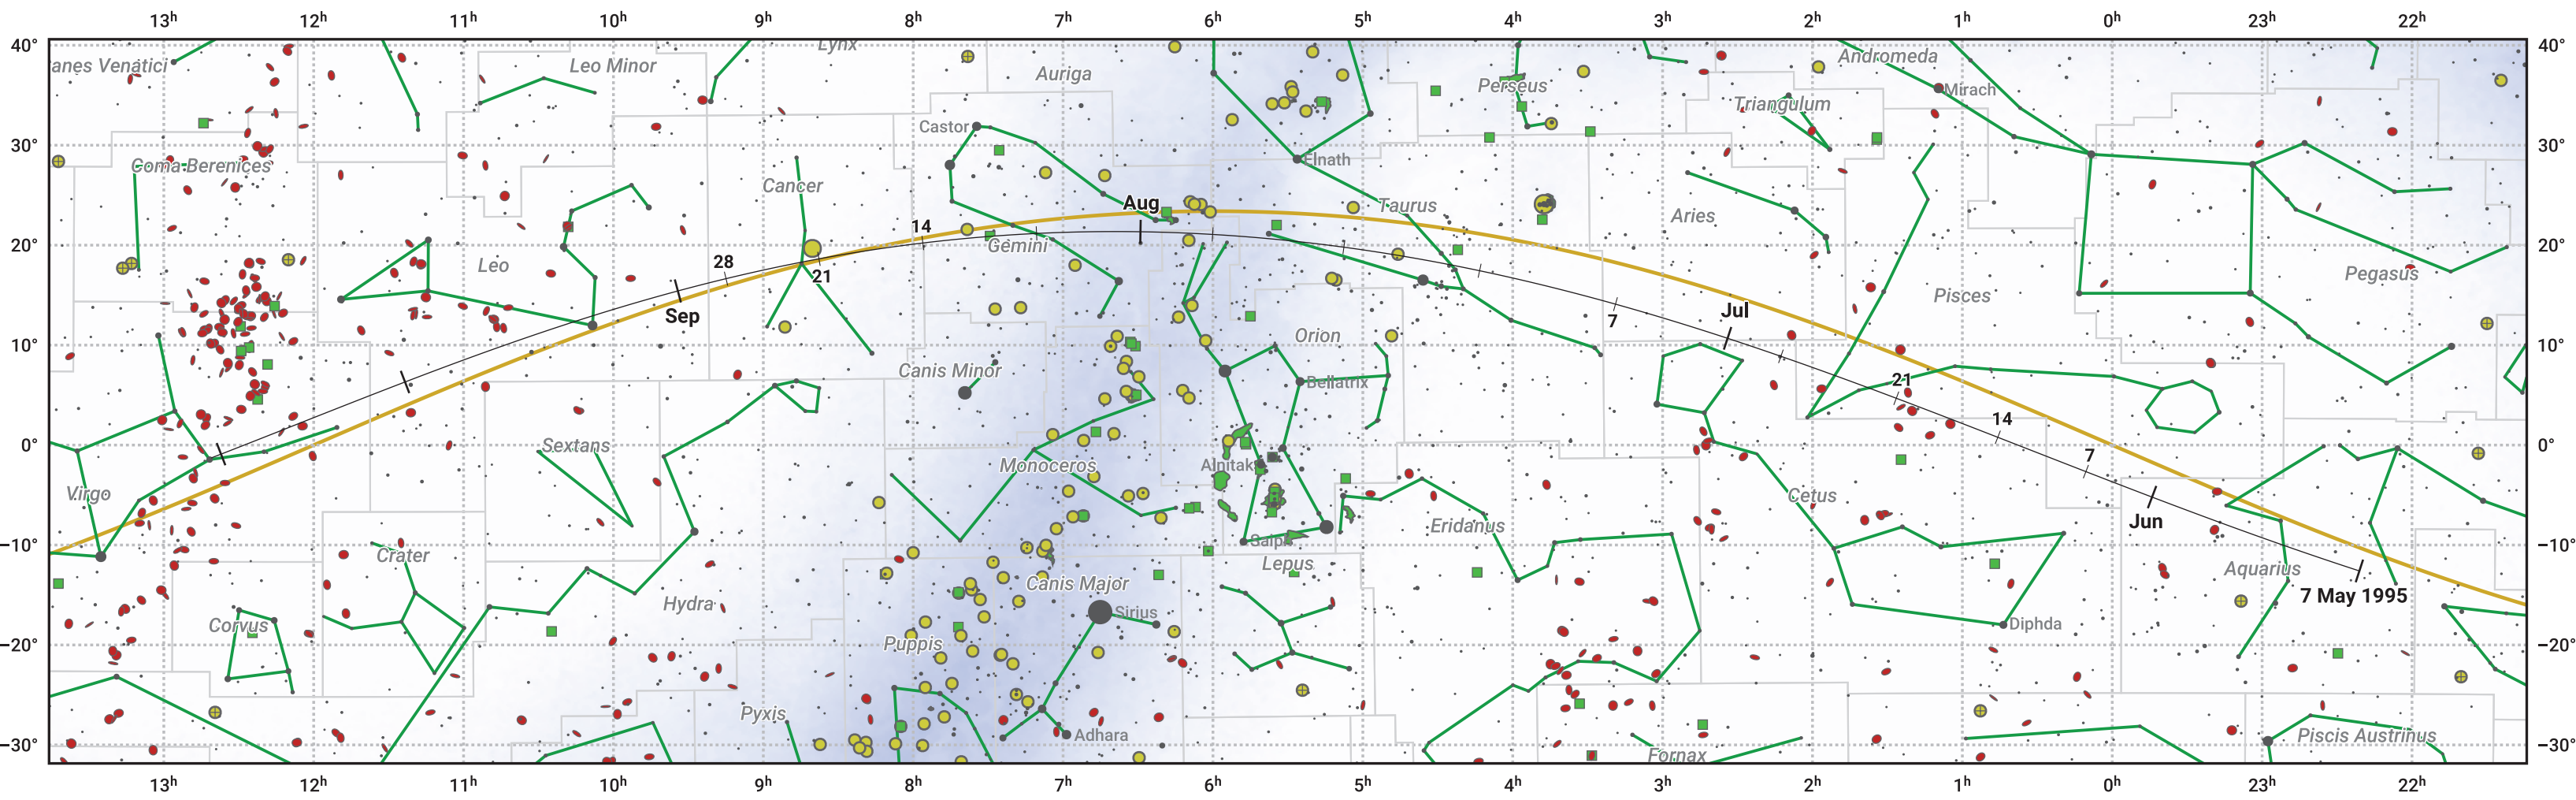 13h 12h 11h 10h 9h 8h 7h 6h 5h 4h 3h 2h 1h 0h 23h 22h
40° Lynx 40°
anes Venatici Leo Minor Auriga Perseus Andromeda
Mirach
Triangulum
Castor
30° 30°
Coma Berenices Elnath
Cancer
Aug Taurus Aries
14
20° Gemini 20°
28 Leo 21 Pegasus
Pisces
Sep 7 Jul
10° Orion 10°
Canis Minor Bellatrix 21
14
0° Sextans 0°
Monoceros Alnitak 7
Virgo Cetus
Eridanus Jun
−10° Saiph −10°
Crater Lepus Aquarius
Canis Major 7 May 1995
Hydra Sirius
Corvus Diphda
−20° Puppis −20°
Pyxis
Adhara Piscis Austrinus
−30° Fornax −30°
13h 12h 11h 10h 9h 8h 7h 6h 5h 4h 3h 2h 1h 0h 23h 22h